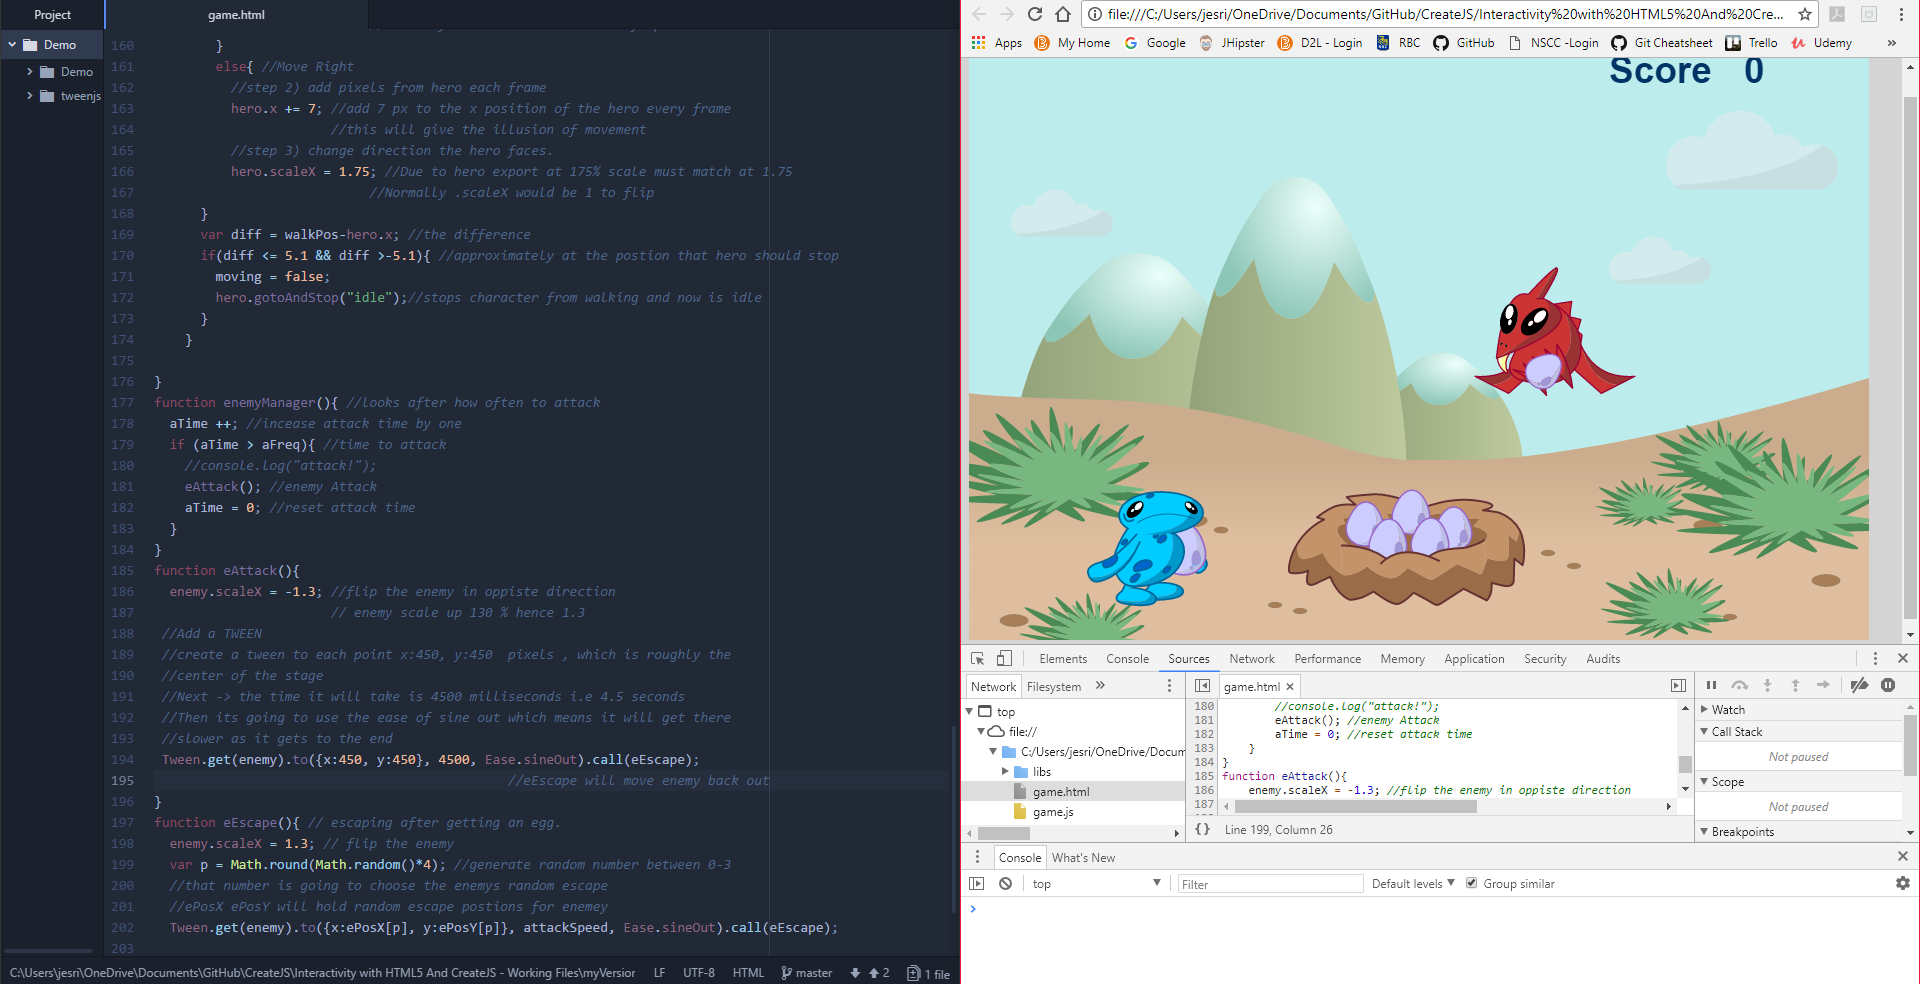 Project
game.html
Demo
Demo
tweenjs
160 }
161 else{ //Move Right
162 //step 2) add pixels from hero each frame
163 hero.x += 7; //add 7 px to the x position of the hero every frame
164 //this will give the illusion of movement
165 //step 3) change direction the hero faces.
166 hero.scaleX = 1.75; //Due to hero export at 175% scale must match at 1.75
167 //Normally .scaleX would be 1 to flip
168 }
169 var diff = walkPos-hero.x; //the difference
170 if(diff <= 5.1 && diff >-5.1){ //approximately at the postion that hero should stop
171 moving = false;
172 hero.gotoAndStop("idle");//stops character from walking and now is idle
173 }
174 }
175
176 }
177 function enemyManager(){ //looks after how often to attack
178 aTime ++; //incease attack time by one
179 if (aTime > aFreq){ //time to attack
180 //console.log("attack!");
181 eAttack(); //enemy Attack
182 aTime = 0; //reset attack time
183 }
184 }
185 function eAttack(){
186 enemy.scaleX = -1.3; //flip the enemy in oppiste direction
187 // enemy scale up 130 % hence 1.3
188 //Add a TWEEN
189 //create a tween to each point x:450, y:450 pixels , which is roughly the
190 //center of the stage
191 //Next -> the time it will take is 4500 milliseconds i.e 4.5 seconds
192 //Then its going to use the ease of sine out which means it will get there
193 //slower as it gets to the end
194 Tween.get(enemy).to({x:450, y:450}, 4500, Ease.sineOut).call(eEscape);
195 //eEscape will move enemy back out
196 }
197 function eEscape(){ // escaping after getting an egg.
198 enemy.scaleX = 1.3; // flip the enemy
199 var p = Math.round(Math.random()*4); //generate random number between 0-3
200 //that number is going to choose the enemys random escape
201 //ePosX ePosY will hold random escape postions for enemey
202 Tween.get(enemy).to({x:ePosX[p], y:ePosY[p]}, attackSpeed, Ease.sineOut).call(eEscape);
203
C:\Users\jesri\OneDrive\Documents\GitHub\CreateJS\Interactivity with HTML5 And CreateJS - Working Files\myVersior LF UTF-8 HTML master 2 1 file
file:///C:/Users/jesri/OneDrive/Documents/GitHub/CreateJS/Interactivity%20with%20HTML5%20And%20Cre...
Apps My Home Google JHipster D2L - Login RBC GitHub NSCC -Login Git Cheatsheet Trello Udemy »
Score 0
Elements Console Sources Network Performance Memory Application Security Audits
Network Filesystem »
game.html ×
top
file://
C:/Users/jesri/OneDrive/Docum
libs
game.html
game.js
180 //console.log("attack!");
181 eAttack(); //enemy Attack
182 aTime = 0; //reset attack time
183 }
184 }
185 function eAttack(){
186 enemy.scaleX = -1.3; //flip the enemy in oppiste direction
187
{} Line 199, Column 26
Watch
Call Stack
Not paused
Scope
Not paused
Breakpoints
Console What's New
top Filter Default levels Group similar